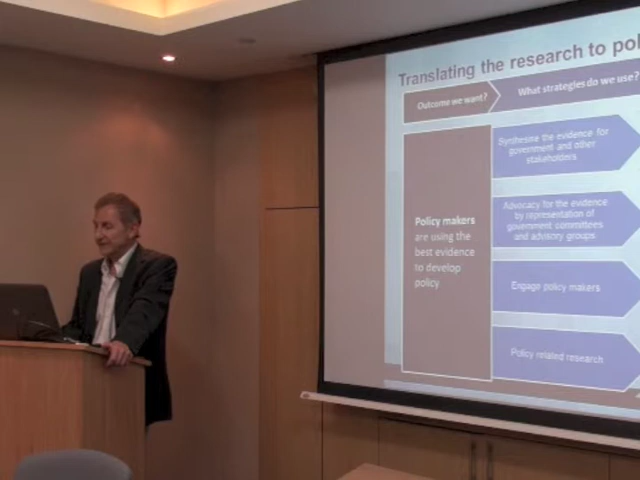 Translating the research to pol
Outcome we want?
What strategies do we use?
Synthesise the evidence for
government and other
stakeholders
Policy makers
are using the
best evidence
to develop
policy
Advocacy for the evidence
by representation of
government committees
and advisory groups
Engage policy makers
Policy related research